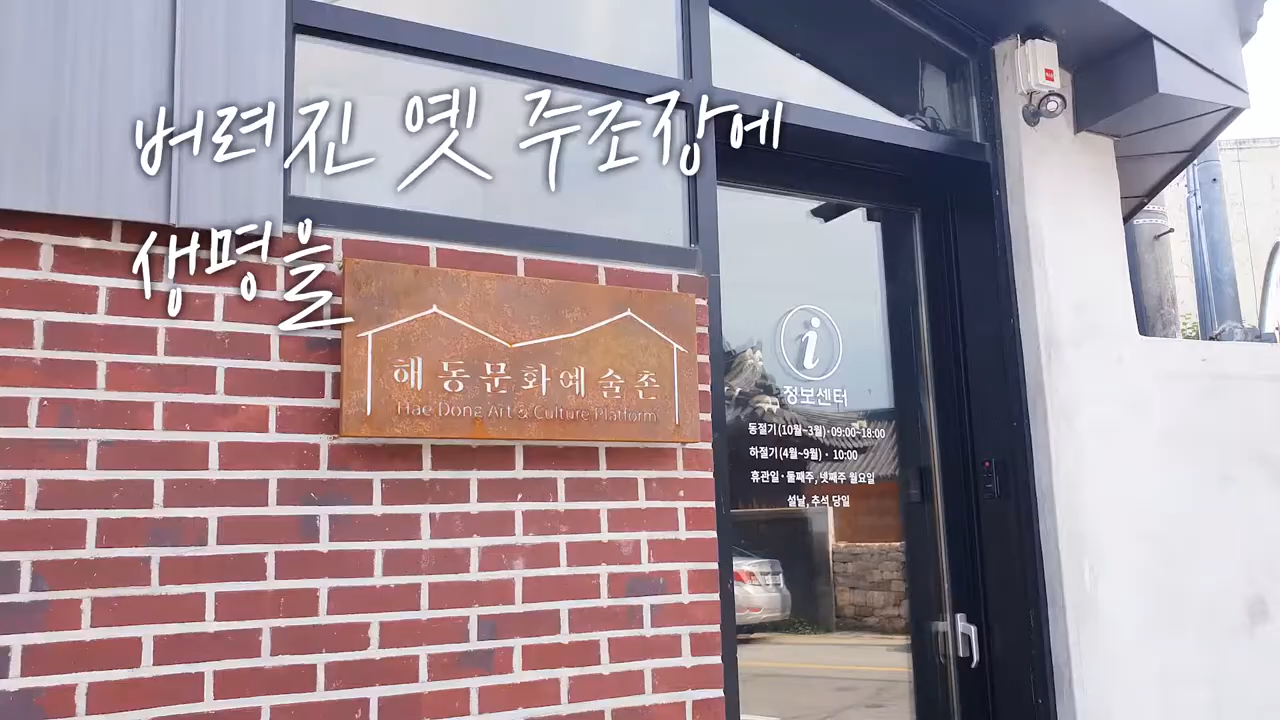 버려진 옛 주조장에
생명을
해동문화예술촌
Hae Dong Art & Culture Platform
i
정보센터
동절기(10월~3월)·09:00~18:00
하절기(4월~9월)· 10:00
휴관일·둘째주, 넷째주 월요일
설날, 추석 당일